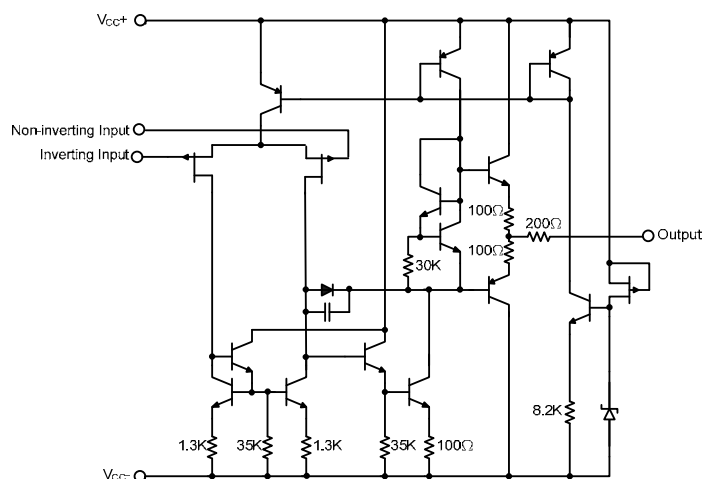 VCC+
Non-inverting Input
Inverting Input
100Ω
200Ω
Output
100Ω
30K
8.2K
1.3K
35K
1.3K
35K
100Ω
VCC-